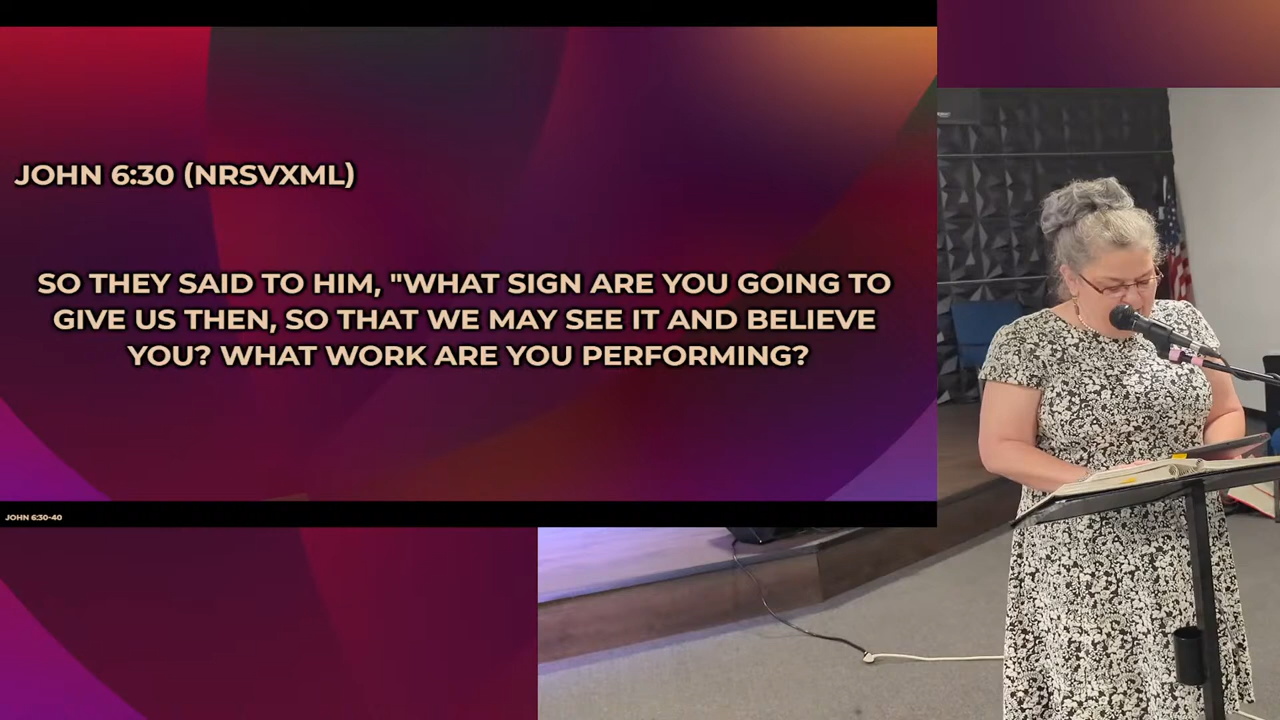 JOHN 6:30 (NRSVXML)
SO THEY SAID TO HIM, "WHAT SIGN ARE YOU GOING TO
GIVE US THEN, SO THAT WE MAY SEE IT AND BELIEVE
YOU? WHAT WORK ARE YOU PERFORMING?
JOHN 6:30-40